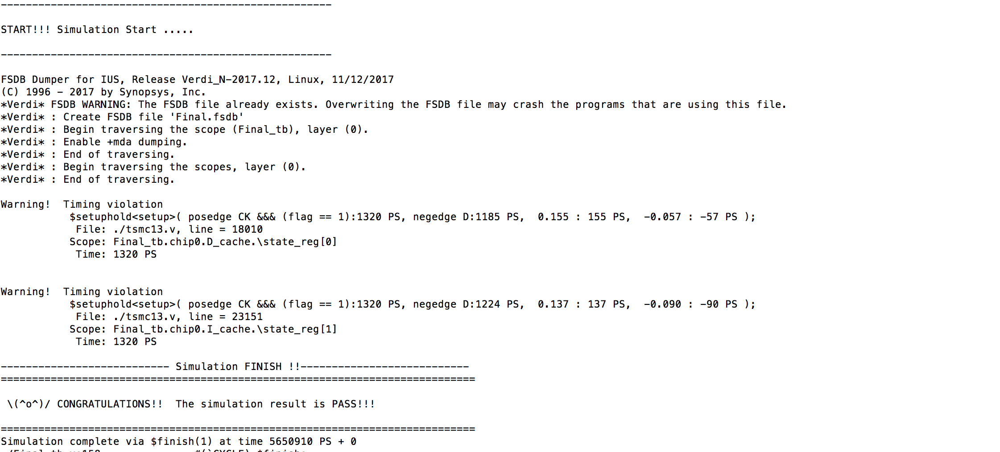 -----------------------------------------------------
START!!! Simulation Start .....
-----------------------------------------------------
FSDB Dumper for IUS, Release Verdi_N-2017.12, Linux, 11/12/2017
(C) 1996 - 2017 by Synopsys, Inc.
*Verdi* FSDB WARNING: The FSDB file already exists. Overwriting the FSDB file may crash the programs that are using this file.
*Verdi* : Create FSDB file 'Final.fsdb'
*Verdi* : Begin traversing the scope (Final_tb), layer (0).
*Verdi* : Enable +mda dumping.
*Verdi* : End of traversing.
*Verdi* : Begin traversing the scopes, layer (0).
*Verdi* : End of traversing.
Warning!  Timing violation
           $setuphold<setup>( posedge CK &&& (flag == 1):1320 PS, negedge D:1185 PS,  0.155 : 155 PS,  -0.057 : -57 PS );
            File: ./tsmc13.v, line = 18010
           Scope: Final_tb.chip0.D_cache.\state_reg[0]
            Time: 1320 PS
Warning!  Timing violation
           $setuphold<setup>( posedge CK &&& (flag == 1):1320 PS, negedge D:1224 PS,  0.137 : 137 PS,  -0.090 : -90 PS );
            File: ./tsmc13.v, line = 23151
           Scope: Final_tb.chip0.I_cache.\state_reg[1]
            Time: 1320 PS
--------------------------- Simulation FINISH !!---------------------------
============================================================================
 \(^o^)/ CONGRATULATIONS!!  The simulation result is PASS!!!
============================================================================
Simulation complete via $finish(1) at time 5650910 PS + 0